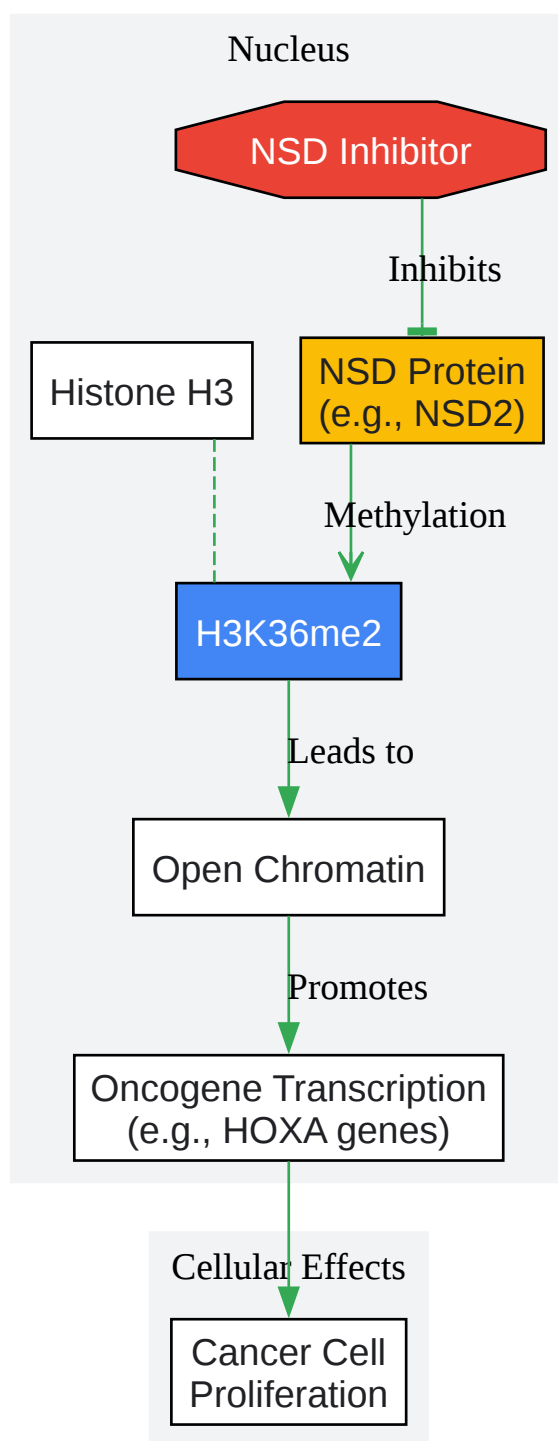 Nucleus
NSD Inhibitor
Inhibits
Histone H3
NSD Protein
(e.g., NSD2)
Methylation
H3K36me2
Leads to
Open Chromatin
Promotes
Oncogene Transcription
(e.g., HOXA genes)
Cellular Effects
Cancer Cell
Proliferation